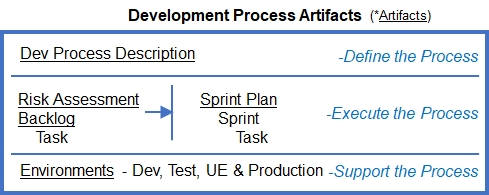 Development Process Artifacts (*Artifacts)
Dev Process Description -Define the Process
Risk Assessment Sprint Plan
Backlog Sprint -Execute the Process
Task Task
Environments - Dev, Test, UE & Production -Support the Process